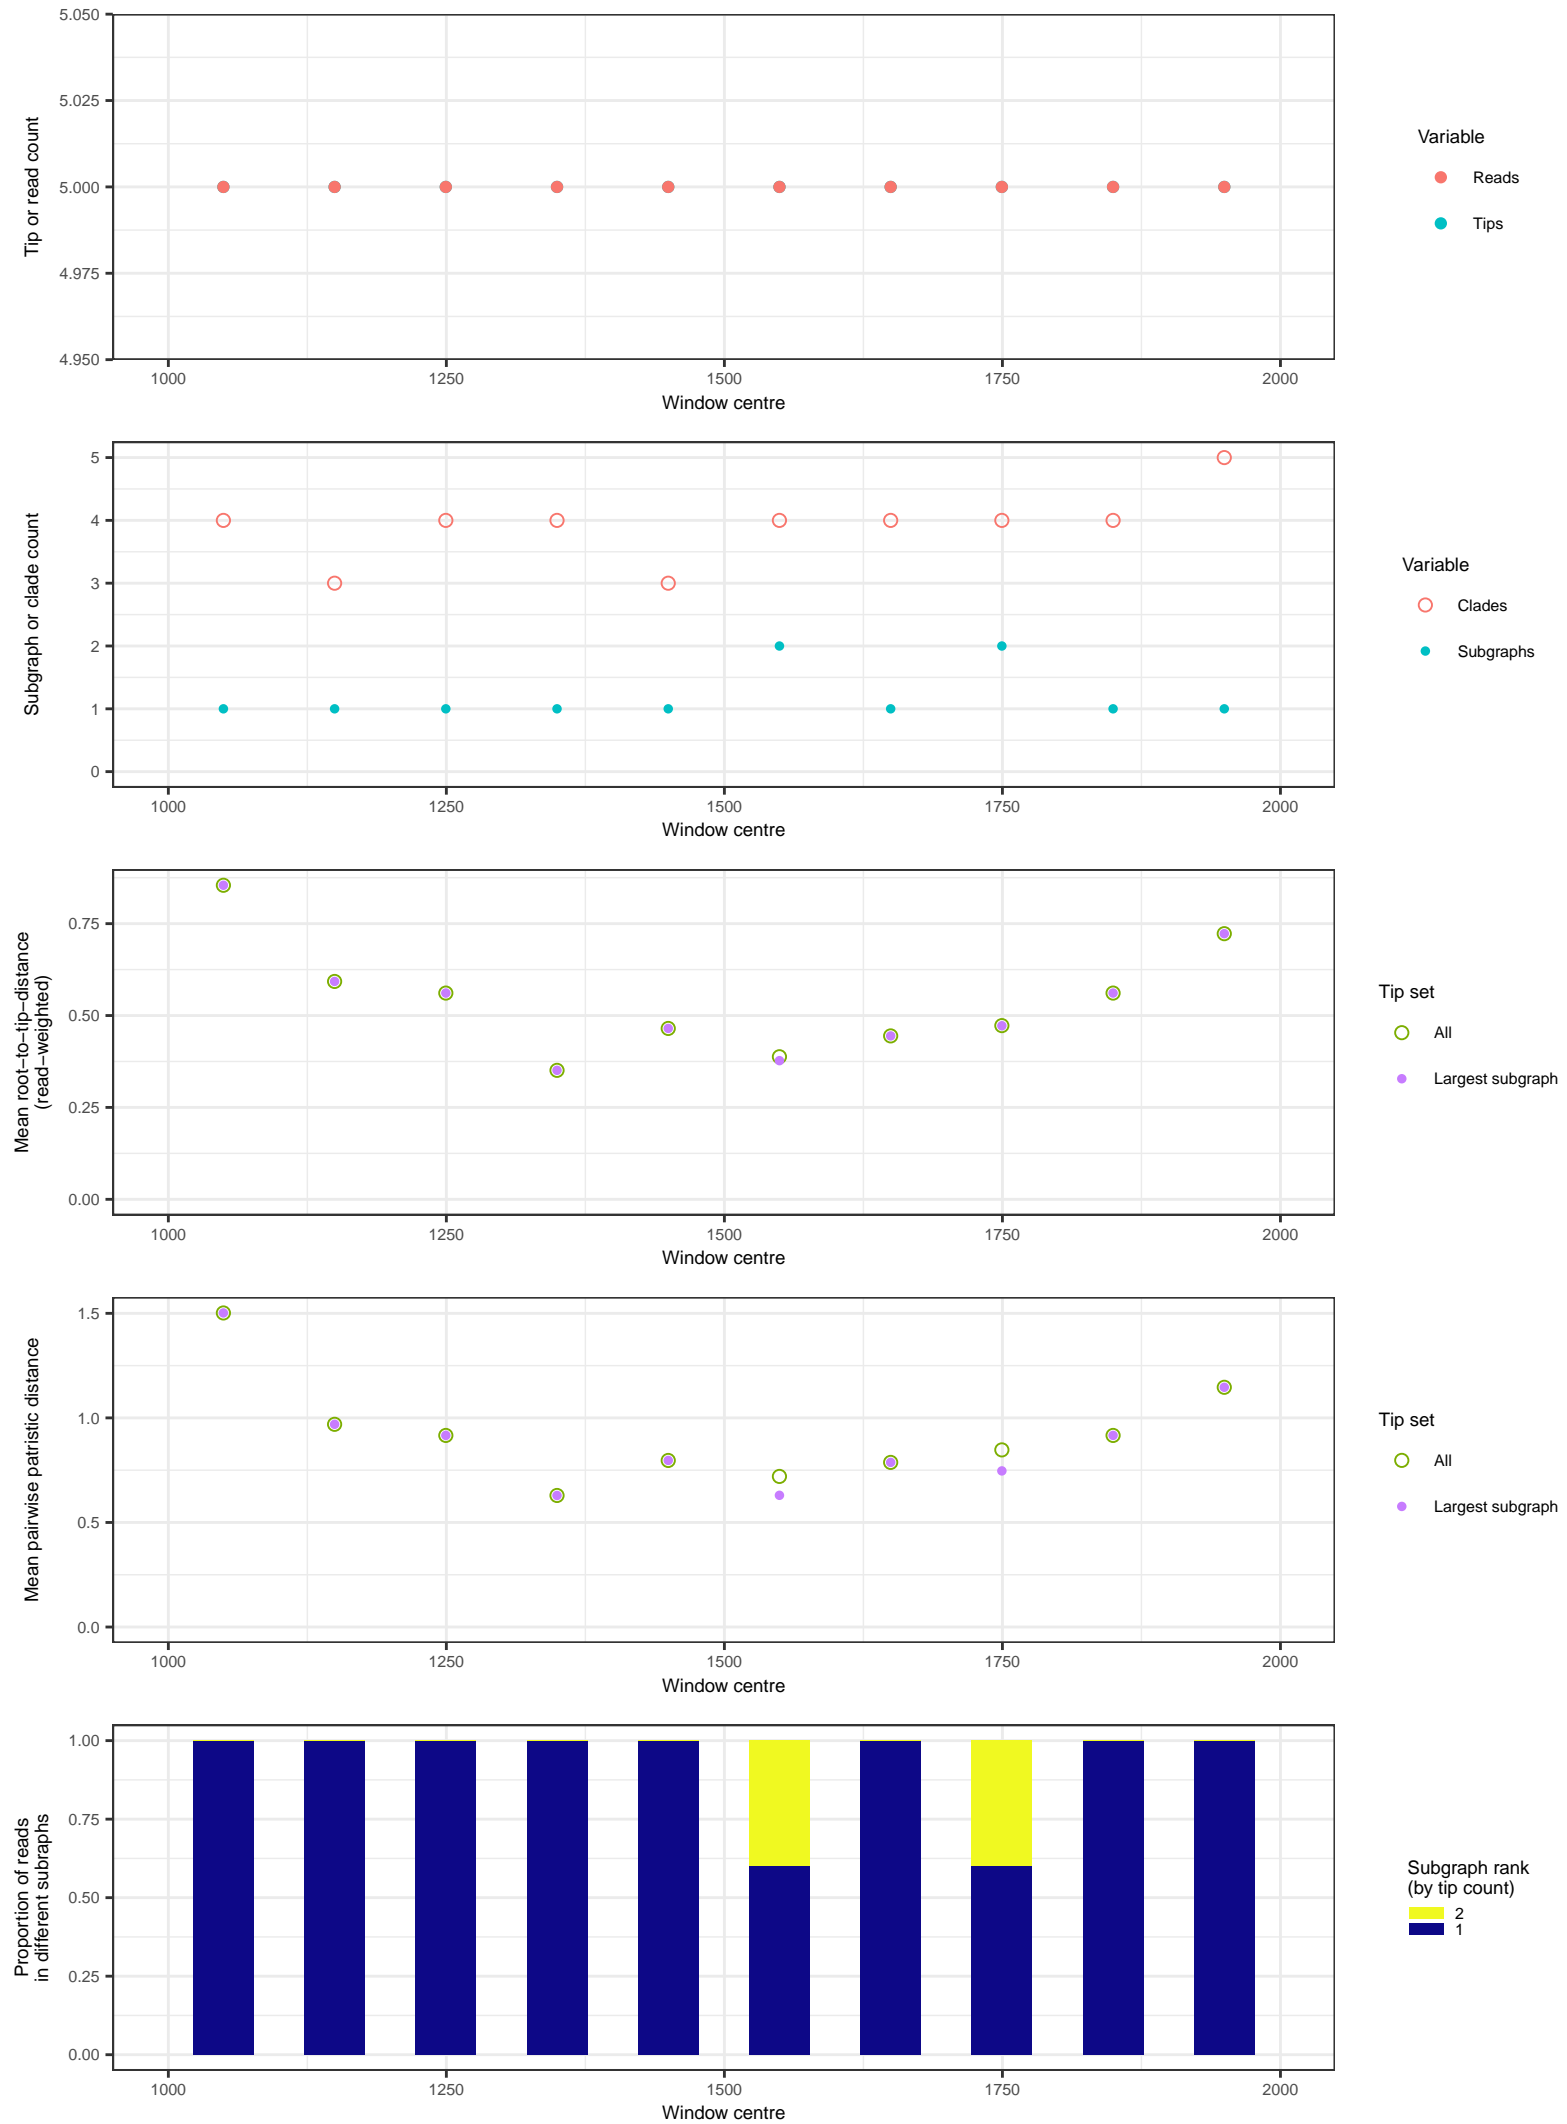 5.050
5.025
5.000
4.975
4.950
Tip or read count
1000 1250 1500 1750 2000
Window centre
Variable
Reads
Tips
5
4
3
2
1
0
Subgraph or clade count
1000 1250 1500 1750 2000
Window centre
Variable
Clades
Subgraphs
0.75
0.50
0.25
0.00
Mean root−to−tip−distance
(read−weighted)
1000 1250 1500 1750 2000
Window centre
Tip set
All
Largest subgraph
1.5
1.0
0.5
0.0
Mean pairwise patristic distance
1000 1250 1500 1750 2000
Window centre
Tip set
All
Largest subgraph
1.00
0.75
0.50
0.25
0.00
Proportion of reads
in different subraphs
1000 1250 1500 1750 2000
Window centre
Subgraph rank
(by tip count)
2
1